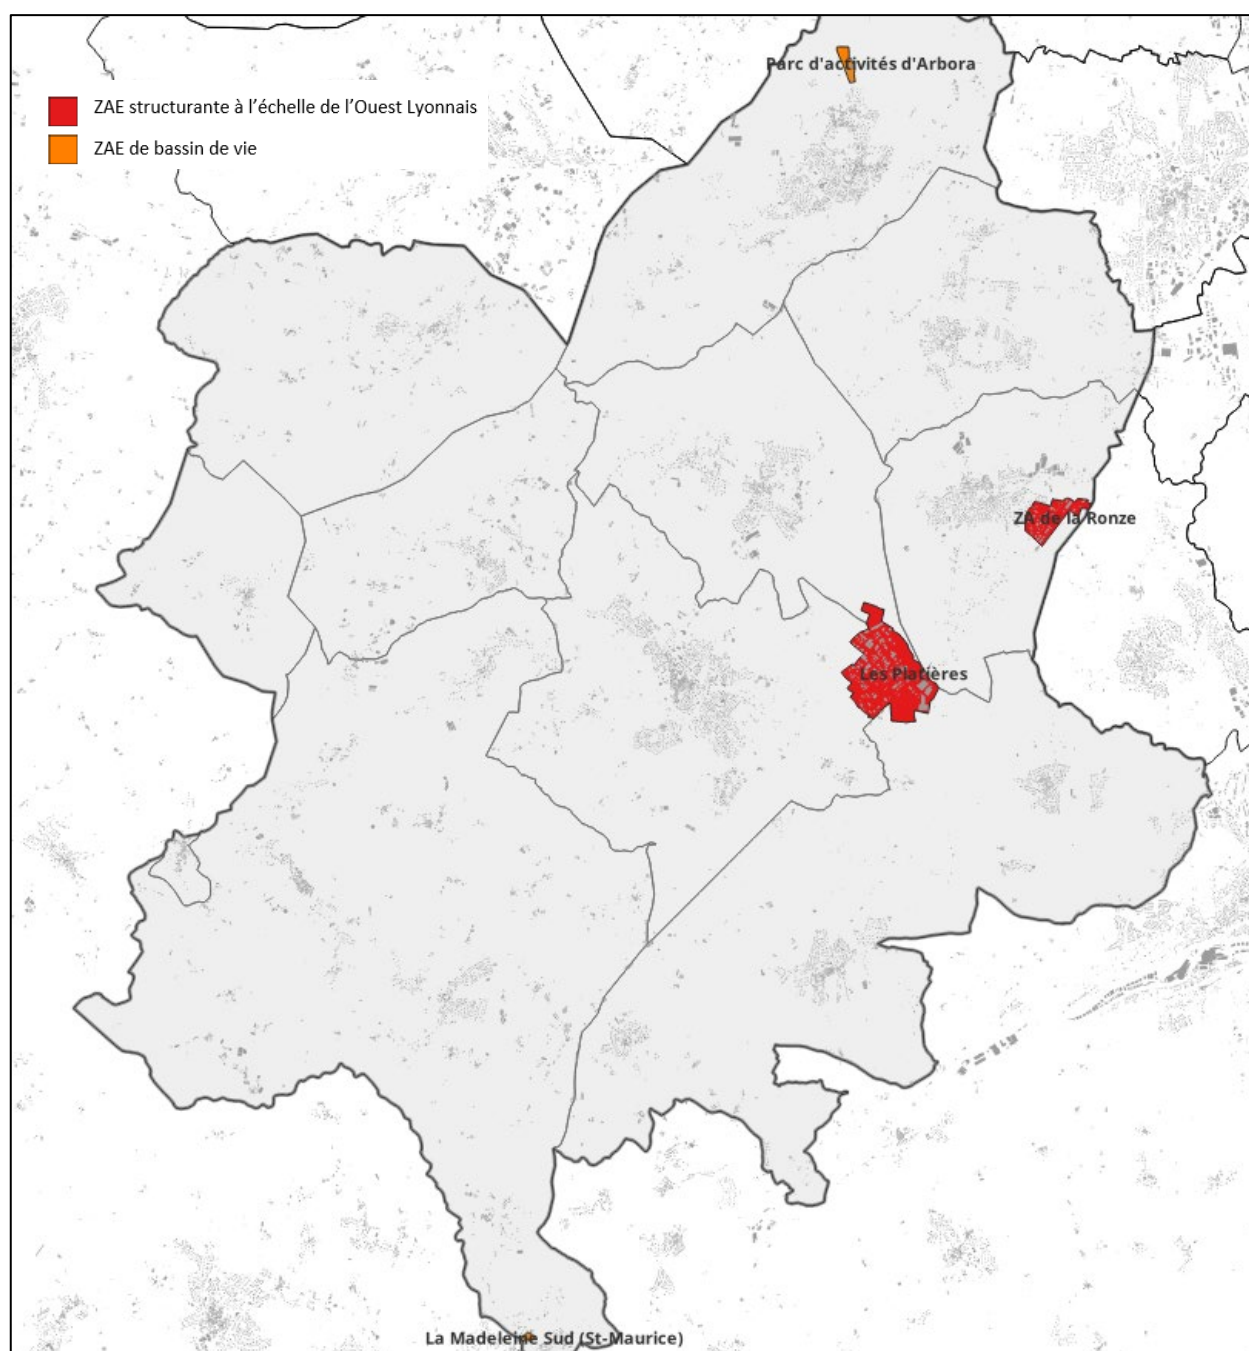 Parc d'activités d'Arbora
ZAE structurante à l’échelle de l’Ouest Lyonnais
ZAE de bassin de vie
ZA de la Ronze
Les Platières
La Madeleine Sud (St-Maurice)